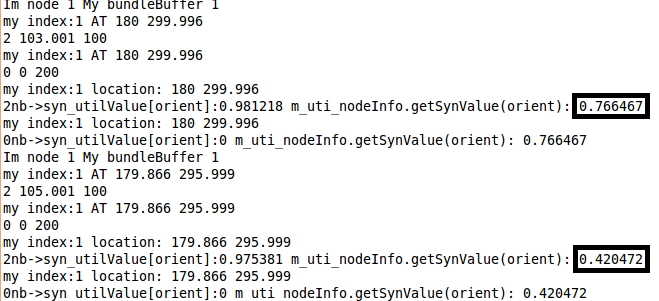 Im node 1 My bundleBuffer 1
my index:1 AT 180 299.996
2 103.001 100
my index:1 AT 180 299.996
0 0 200
my index:1 location: 180 299.996
2nb->syn_utilValue[orient]:0.981218 m_uti_nodeInfo.getSynValue(orient): 0.766467
my index:1 location: 180 299.996
0nb->syn_utilValue[orient]:0 m_uti_nodeInfo.getSynValue(orient): 0.766467
Im node 1 My bundleBuffer 1
my index:1 AT 179.866 295.999
2 105.001 100
my index:1 AT 179.866 295.999
0 0 200
my index:1 location: 179.866 295.999
2nb->syn_utilValue[orient]:0.975381 m_uti_nodeInfo.getSynValue(orient): 0.420472
my index:1 location: 179.866 295.999
0nb->syn_utilValue[orient]:0 m_uti_nodeInfo.getSynValue(orient): 0.420472